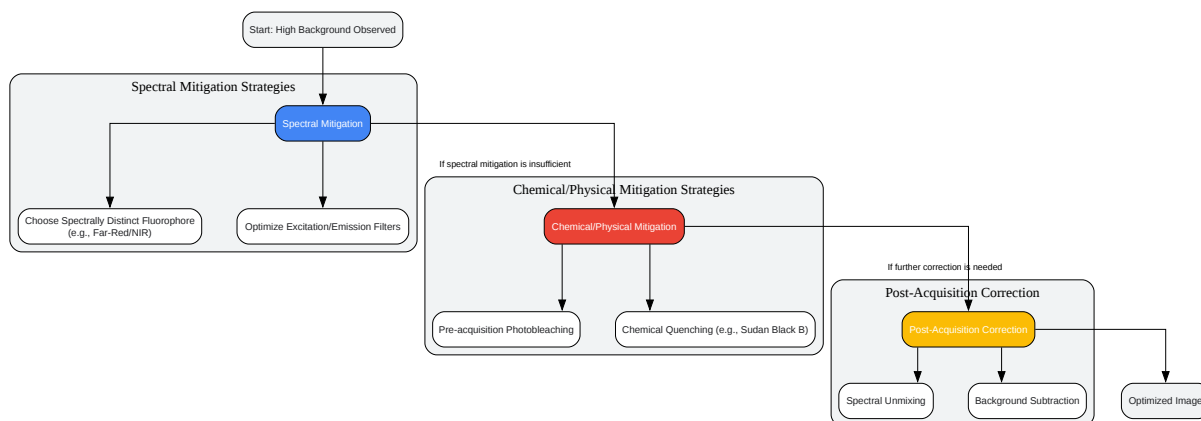 Start: High Background Observed
Spectral Mitigation Strategies
Spectral Mitigation
If spectral mitigation is insufficient
Choose Spectrally Distinct Fluorophore
(e.g., Far-Red/NIR)
Optimize Excitation/Emission Filters
Chemical/Physical Mitigation Strategies
Chemical/Physical Mitigation
If further correction is needed
Pre-acquisition Photobleaching
Chemical Quenching (e.g., Sudan Black B)
Post-Acquisition Correction
Post-Acquisition Correction
Spectral Unmixing
Background Subtraction
Optimized Image